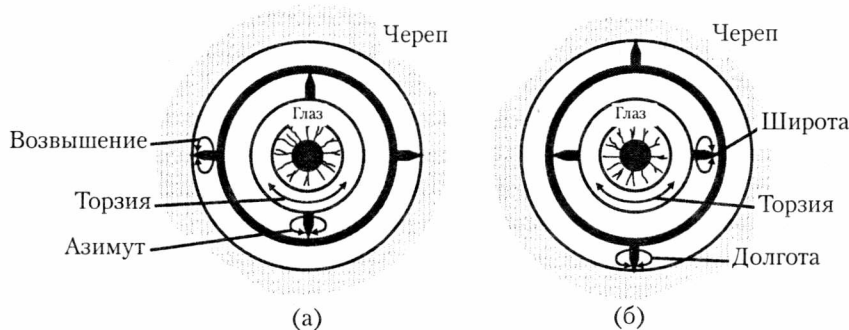 Череп
Глаз
Возвышение
Торзия
Азимут
(а)
Череп
Глаз
Широта
Торзия
Долгота
(б)